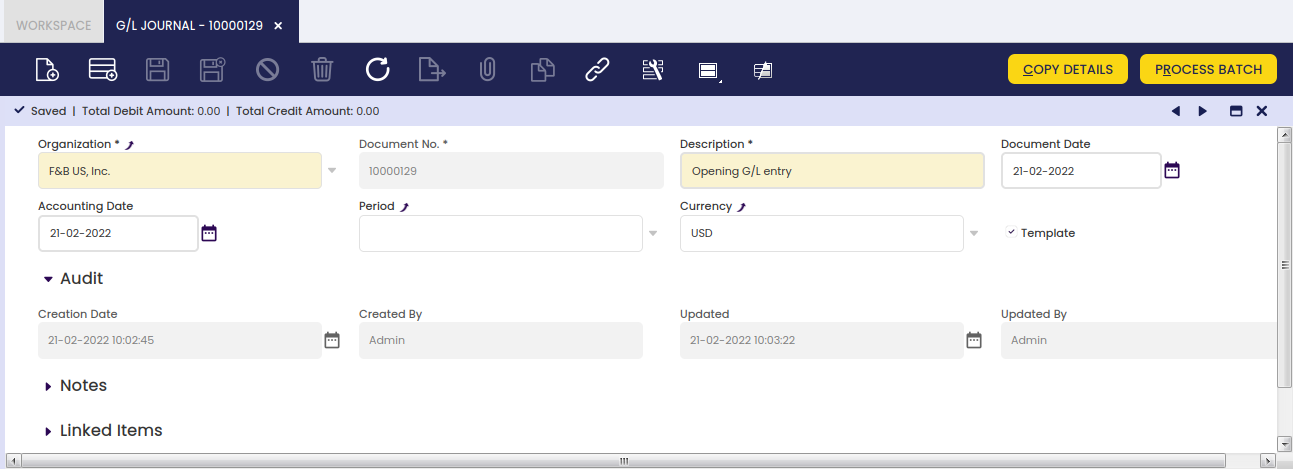 WORKSPACE G/L JOURNAL - 10000129
COPY DETAILS PROCESS BATCH
Saved | Total Debit Amount: 0.00 | Total Credit Amount: 0.00
Organization * Document No. * Description * Document Date
F&B US, Inc. 10000129 Opening G/L entry 21-02-2022
Accounting Date Period Currency
21-02-2022 USD Template
Audit
Creation Date Created By Updated Updated By
21-02-2022 10:02:45 Admin 21-02-2022 10:03:22 Admin
Notes
Linked Items